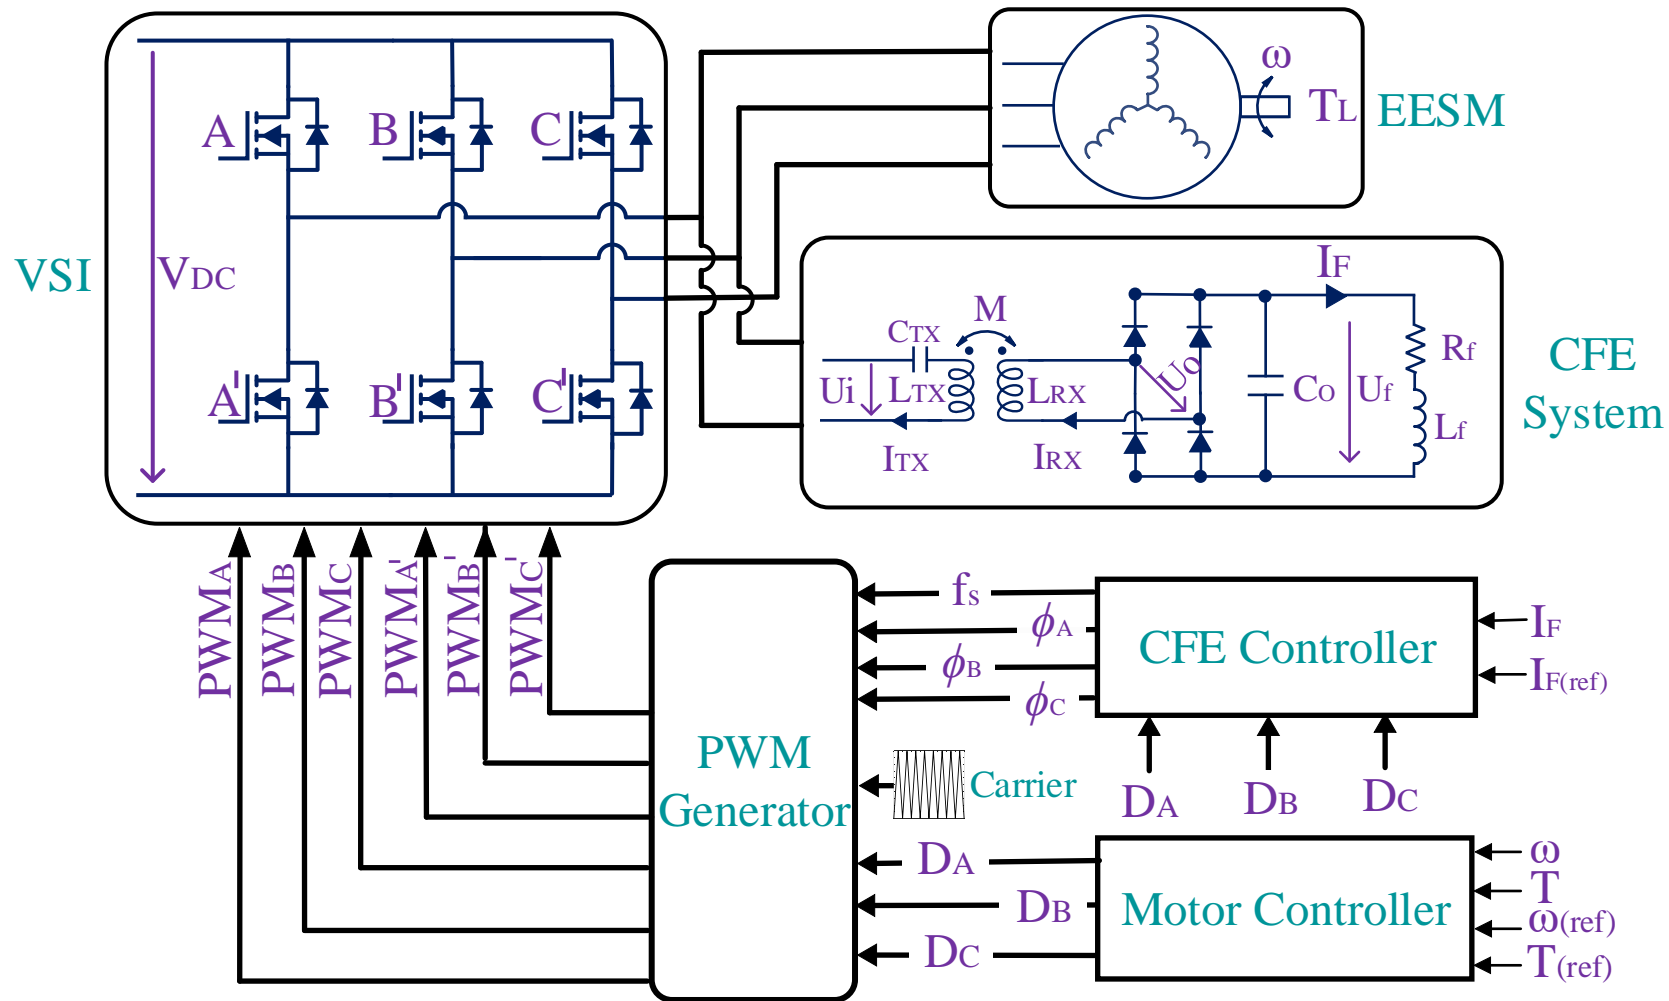 VSI
VDC
A
B
C
A'
B'
C'
ω
TL
EESM
CTX
M
Ui
LTX
LRX
ITX
IRX
Uo
CO
IF
Uf
Rf
Lf
CFE
System
PWMA
PWMB
PWMC
PWMA'
PWMB'
PWMC'
PWM
Generator
fs
ϕA
ϕB
ϕC
Carrier
DA
DB
DC
CFE Controller
IF
IF(ref)
DA
DB
DC
Motor Controller
ω
T
ω(ref)
T(ref)